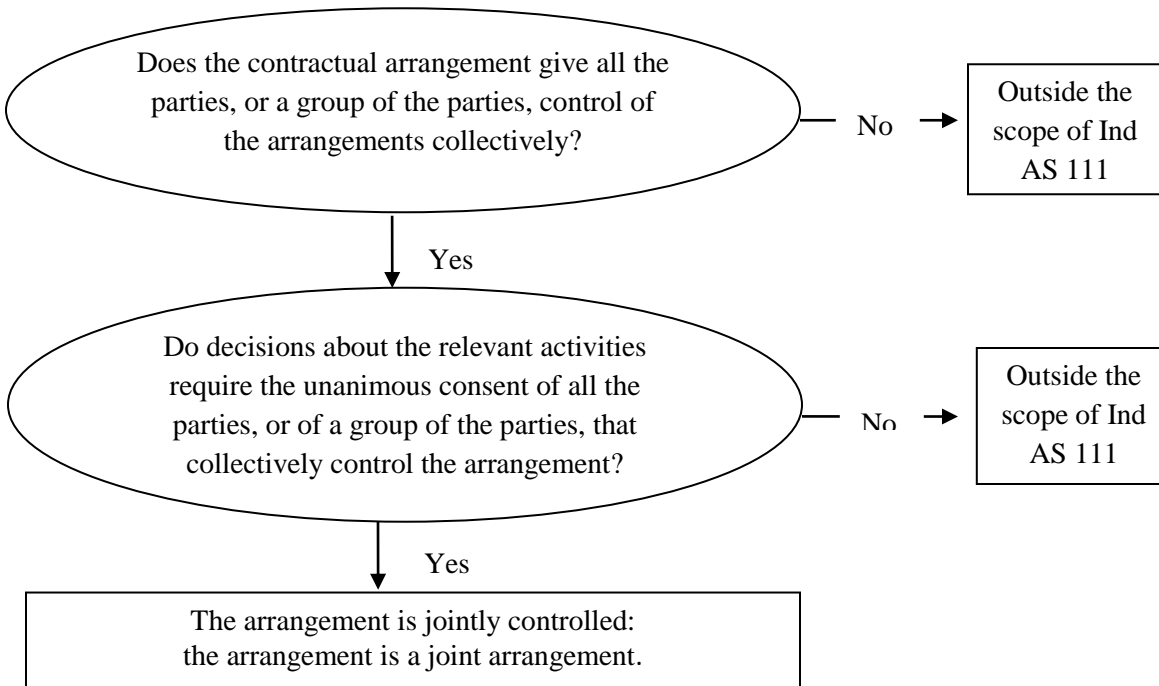 Does the contractual arrangement give all the
parties, or a group of the parties, control of
the arrangements collectively?
No
Outside the
scope of Ind
AS 111
Yes
Do decisions about the relevant activities
require the unanimous consent of all the
parties, or of a group of the parties, that
collectively control the arrangement?
No
Outside the
scope of Ind
AS 111
Yes
The arrangement is jointly controlled:
the arrangement is a joint arrangement.